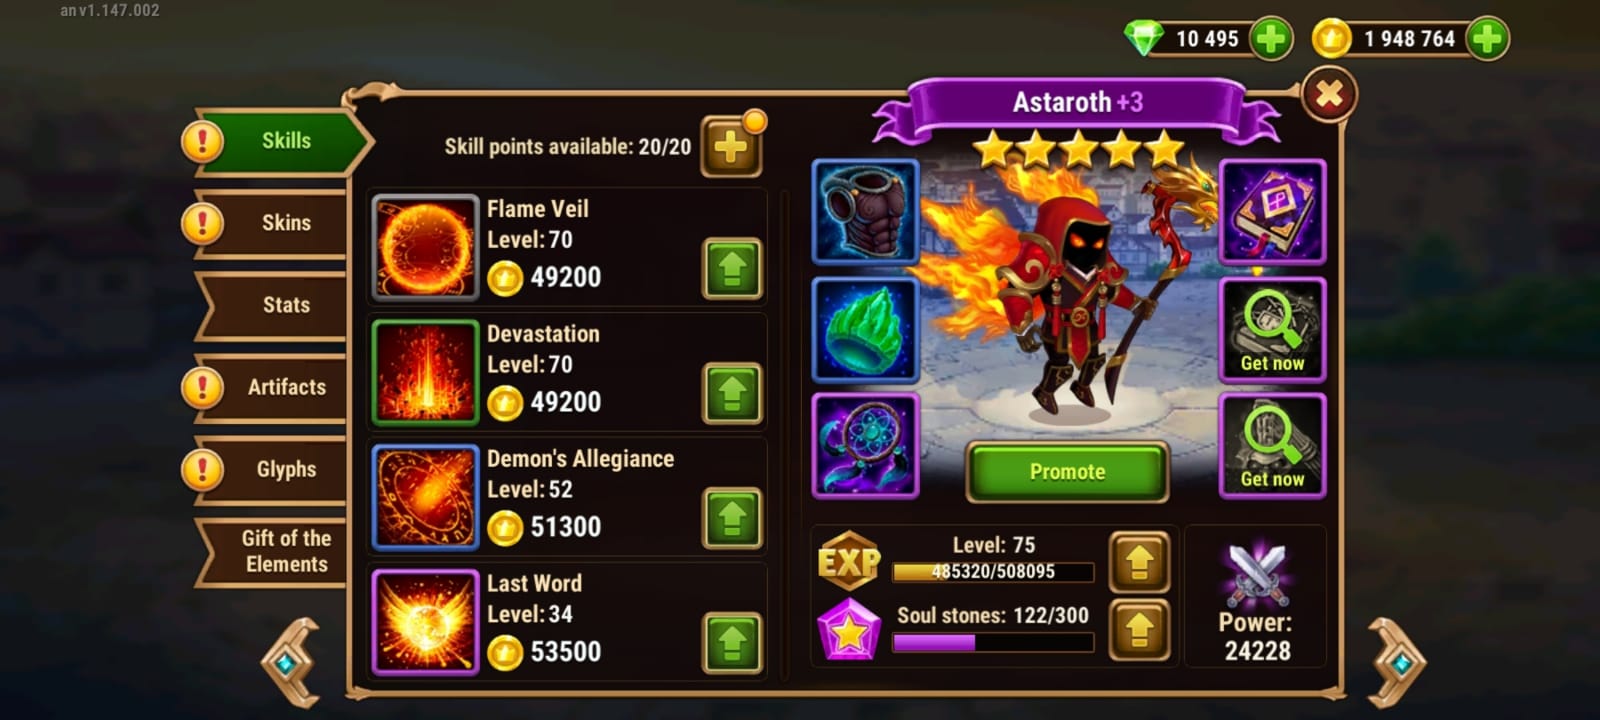 an v1.147.002
10 495
1 948 764
Skills
Skins
Stats
Artifacts
Glyphs
Gift of the
Elements
Skill points available: 20/20
Flame Veil
Level: 70
49200
Devastation
Level: 70
49200
Demon's Allegiance
Level: 52
51300
Last Word
Level: 34
53500
Astaroth +3
Get now
Get now
Promote
EXP
Level: 75
485320/508095
Soul stones: 122/300
Power:
24228